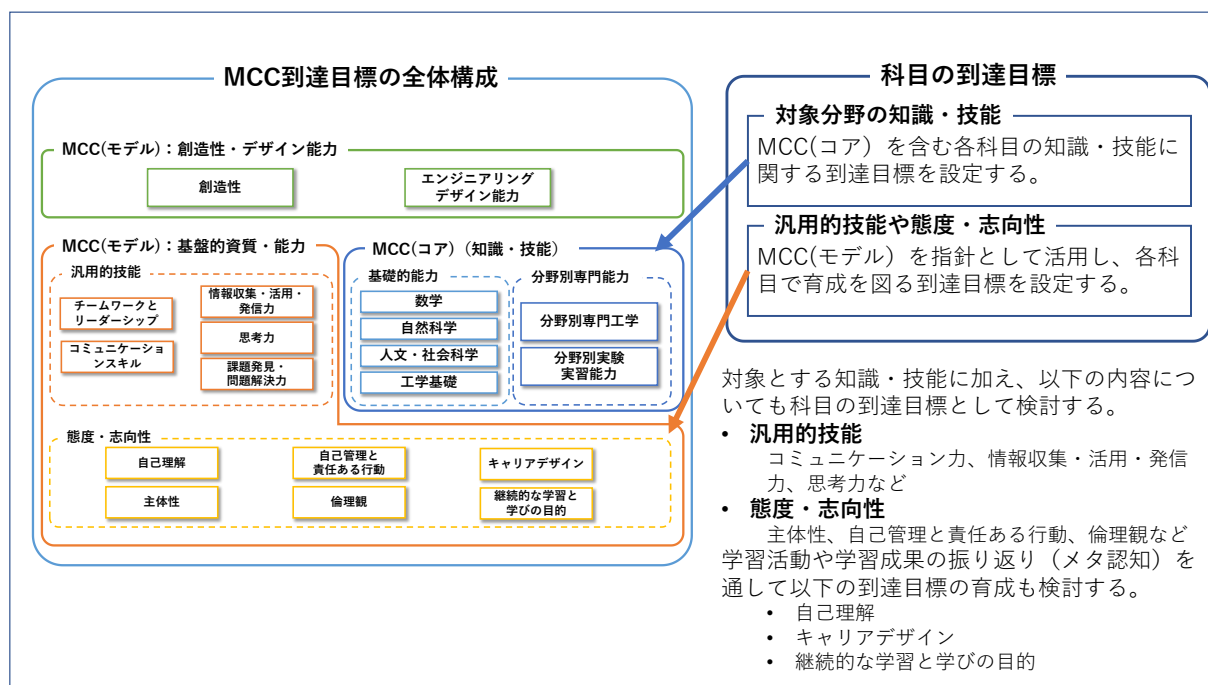 MCC到達目標の全体構成
MCC(モデル)：創造性・デザイン能力
創造性
エンジニアリング
デザイン能力
MCC(モデル)：基盤的資質・能力
汎用的技能
チームワークと
リーダーシップ
コミュニケーショ
ンスキル
情報収集・活用・
発信力
思考力
課題発見・
問題解決力
MCC(コア)（知識・技能）
基礎的能力
数学
自然科学
人文・社会科学
工学基礎
分野別専門能力
分野別専門工学
分野別実験
実習能力
態度・志向性
自己理解
自己管理と
責任ある行動
キャリアデザイン
主体性
倫理観
継続的な学習と
学びの目的
科目の到達目標
対象分野の知識・技能
MCC(コア）を含む各科目の知識・技能に
関する到達目標を設定する。
汎用的技能や態度・志向性
MCC(モデル）を指針として活用し、各科
目で育成を図る到達目標を設定する。
対象とする知識・技能に加え、以下の内容につ
いても科目の到達目標として検討する。
• 汎用的技能
コミュニケーション力、情報収集・活用・発信
力、思考力など
• 態度・志向性
主体性、自己管理と責任ある行動、倫理観など
学習活動や学習成果の振り返り（メタ認知）を
通して以下の到達目標の育成も検討する。
• 自己理解
• キャリアデザイン
• 継続的な学習と学びの目的